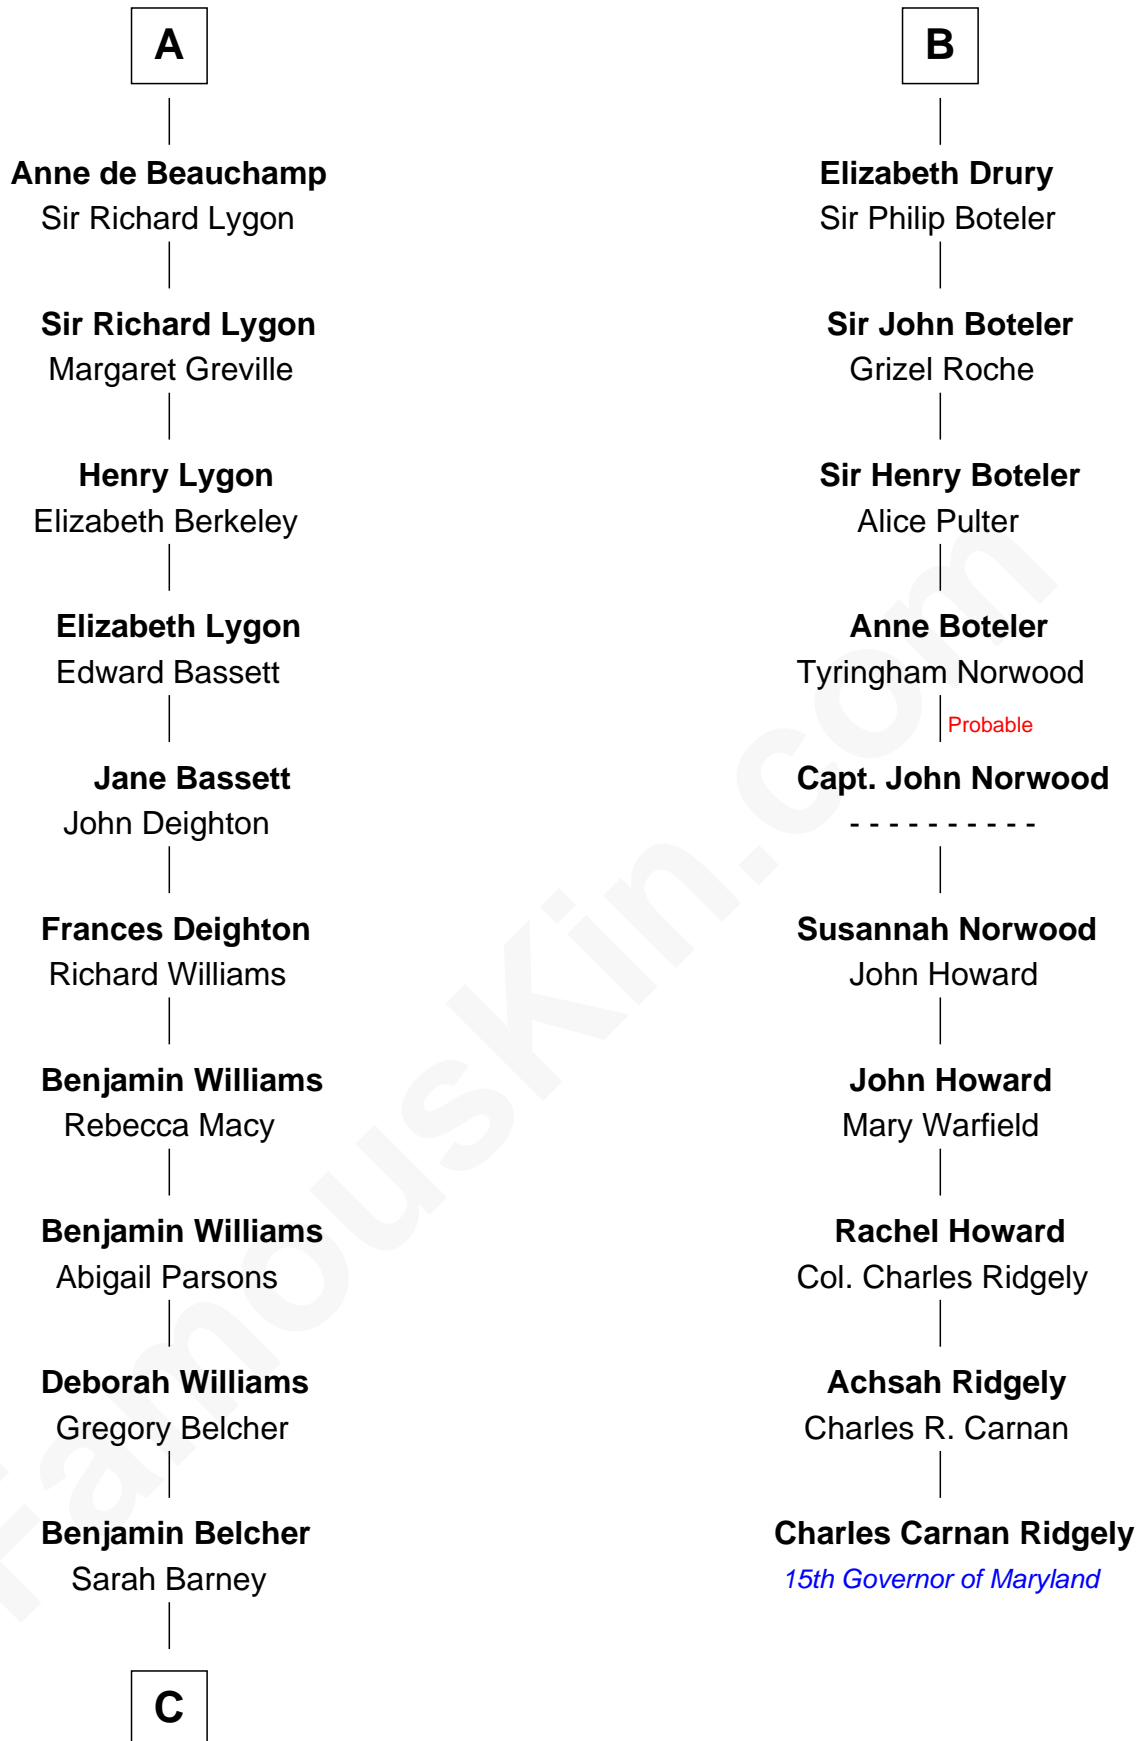 A
Anne de Beauchamp
Sir Richard Lygon
Sir Richard Lygon
Margaret Greville
Henry Lygon
Elizabeth Berkeley
Elizabeth Lygon
Edward Bassett
Jane Bassett
John Deighton
Frances Deighton
Richard Williams
Benjamin Williams
Rebecca Macy
Benjamin Williams
Abigail Parsons
Deborah Williams
Gregory Belcher
Benjamin Belcher
Sarah Barney
C
B
Elizabeth Drury
Sir Philip Boteler
Sir John Boteler
Grizel Roche
Sir Henry Boteler
Alice Pulter
Anne Boteler
Tyringham Norwood
Probable
Capt. John Norwood
- - - - - - - - - -
Susannah Norwood
John Howard
John Howard
Mary Warfield
Rachel Howard
Col. Charles Ridgely
Achsah Ridgely
Charles R. Carnan
Charles Carnan Ridgely
15th Governor of Maryland
FamousKin.com